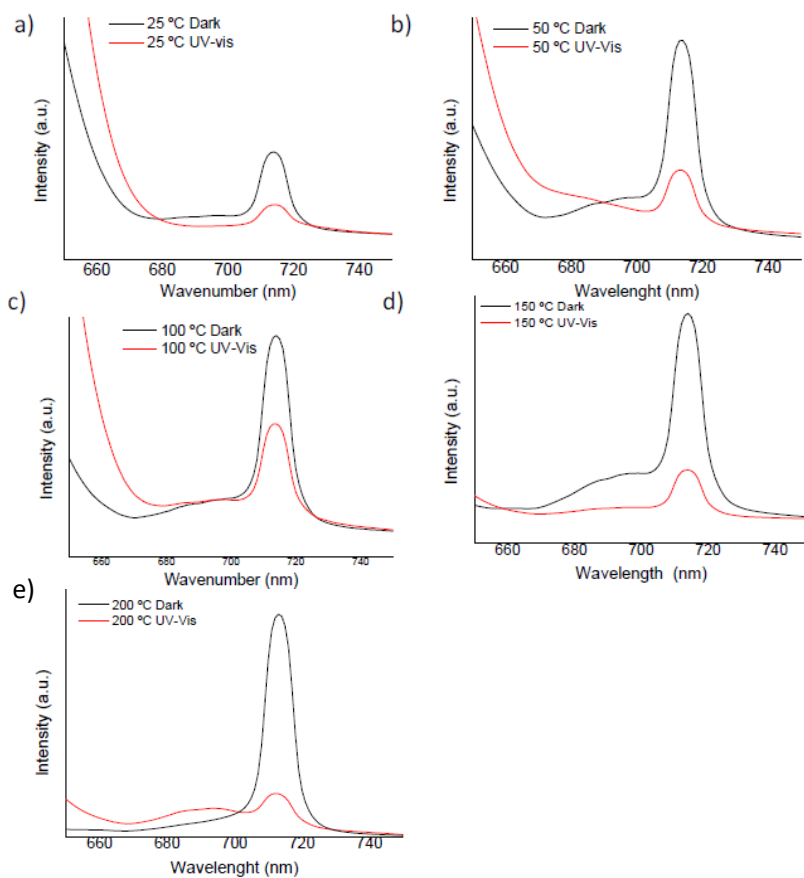 a)
25 ºC Dark
25 ºC UV-vis
Intensity (a.u.)
660 680 700 720 740
Wavenumber (nm)
b)
50 ºC Dark
50 ºC UV-Vis
Intensity (a.u.)
660 680 700 720 740
Wavelenght (nm)
c)
100 ºC Dark
100 ºC UV-Vis
Intensity (a.u.)
660 680 700 720 740
Wavenumber (nm)
d)
150 ºC Dark
150 ºC UV-Vis
Intensity (a.u.)
660 680 700 720 740
Wavelength (nm)
e)
200 ºC Dark
200 ºC UV-Vis
Intensity (a.u.)
660 680 700 720 740
Wavelenght (nm)